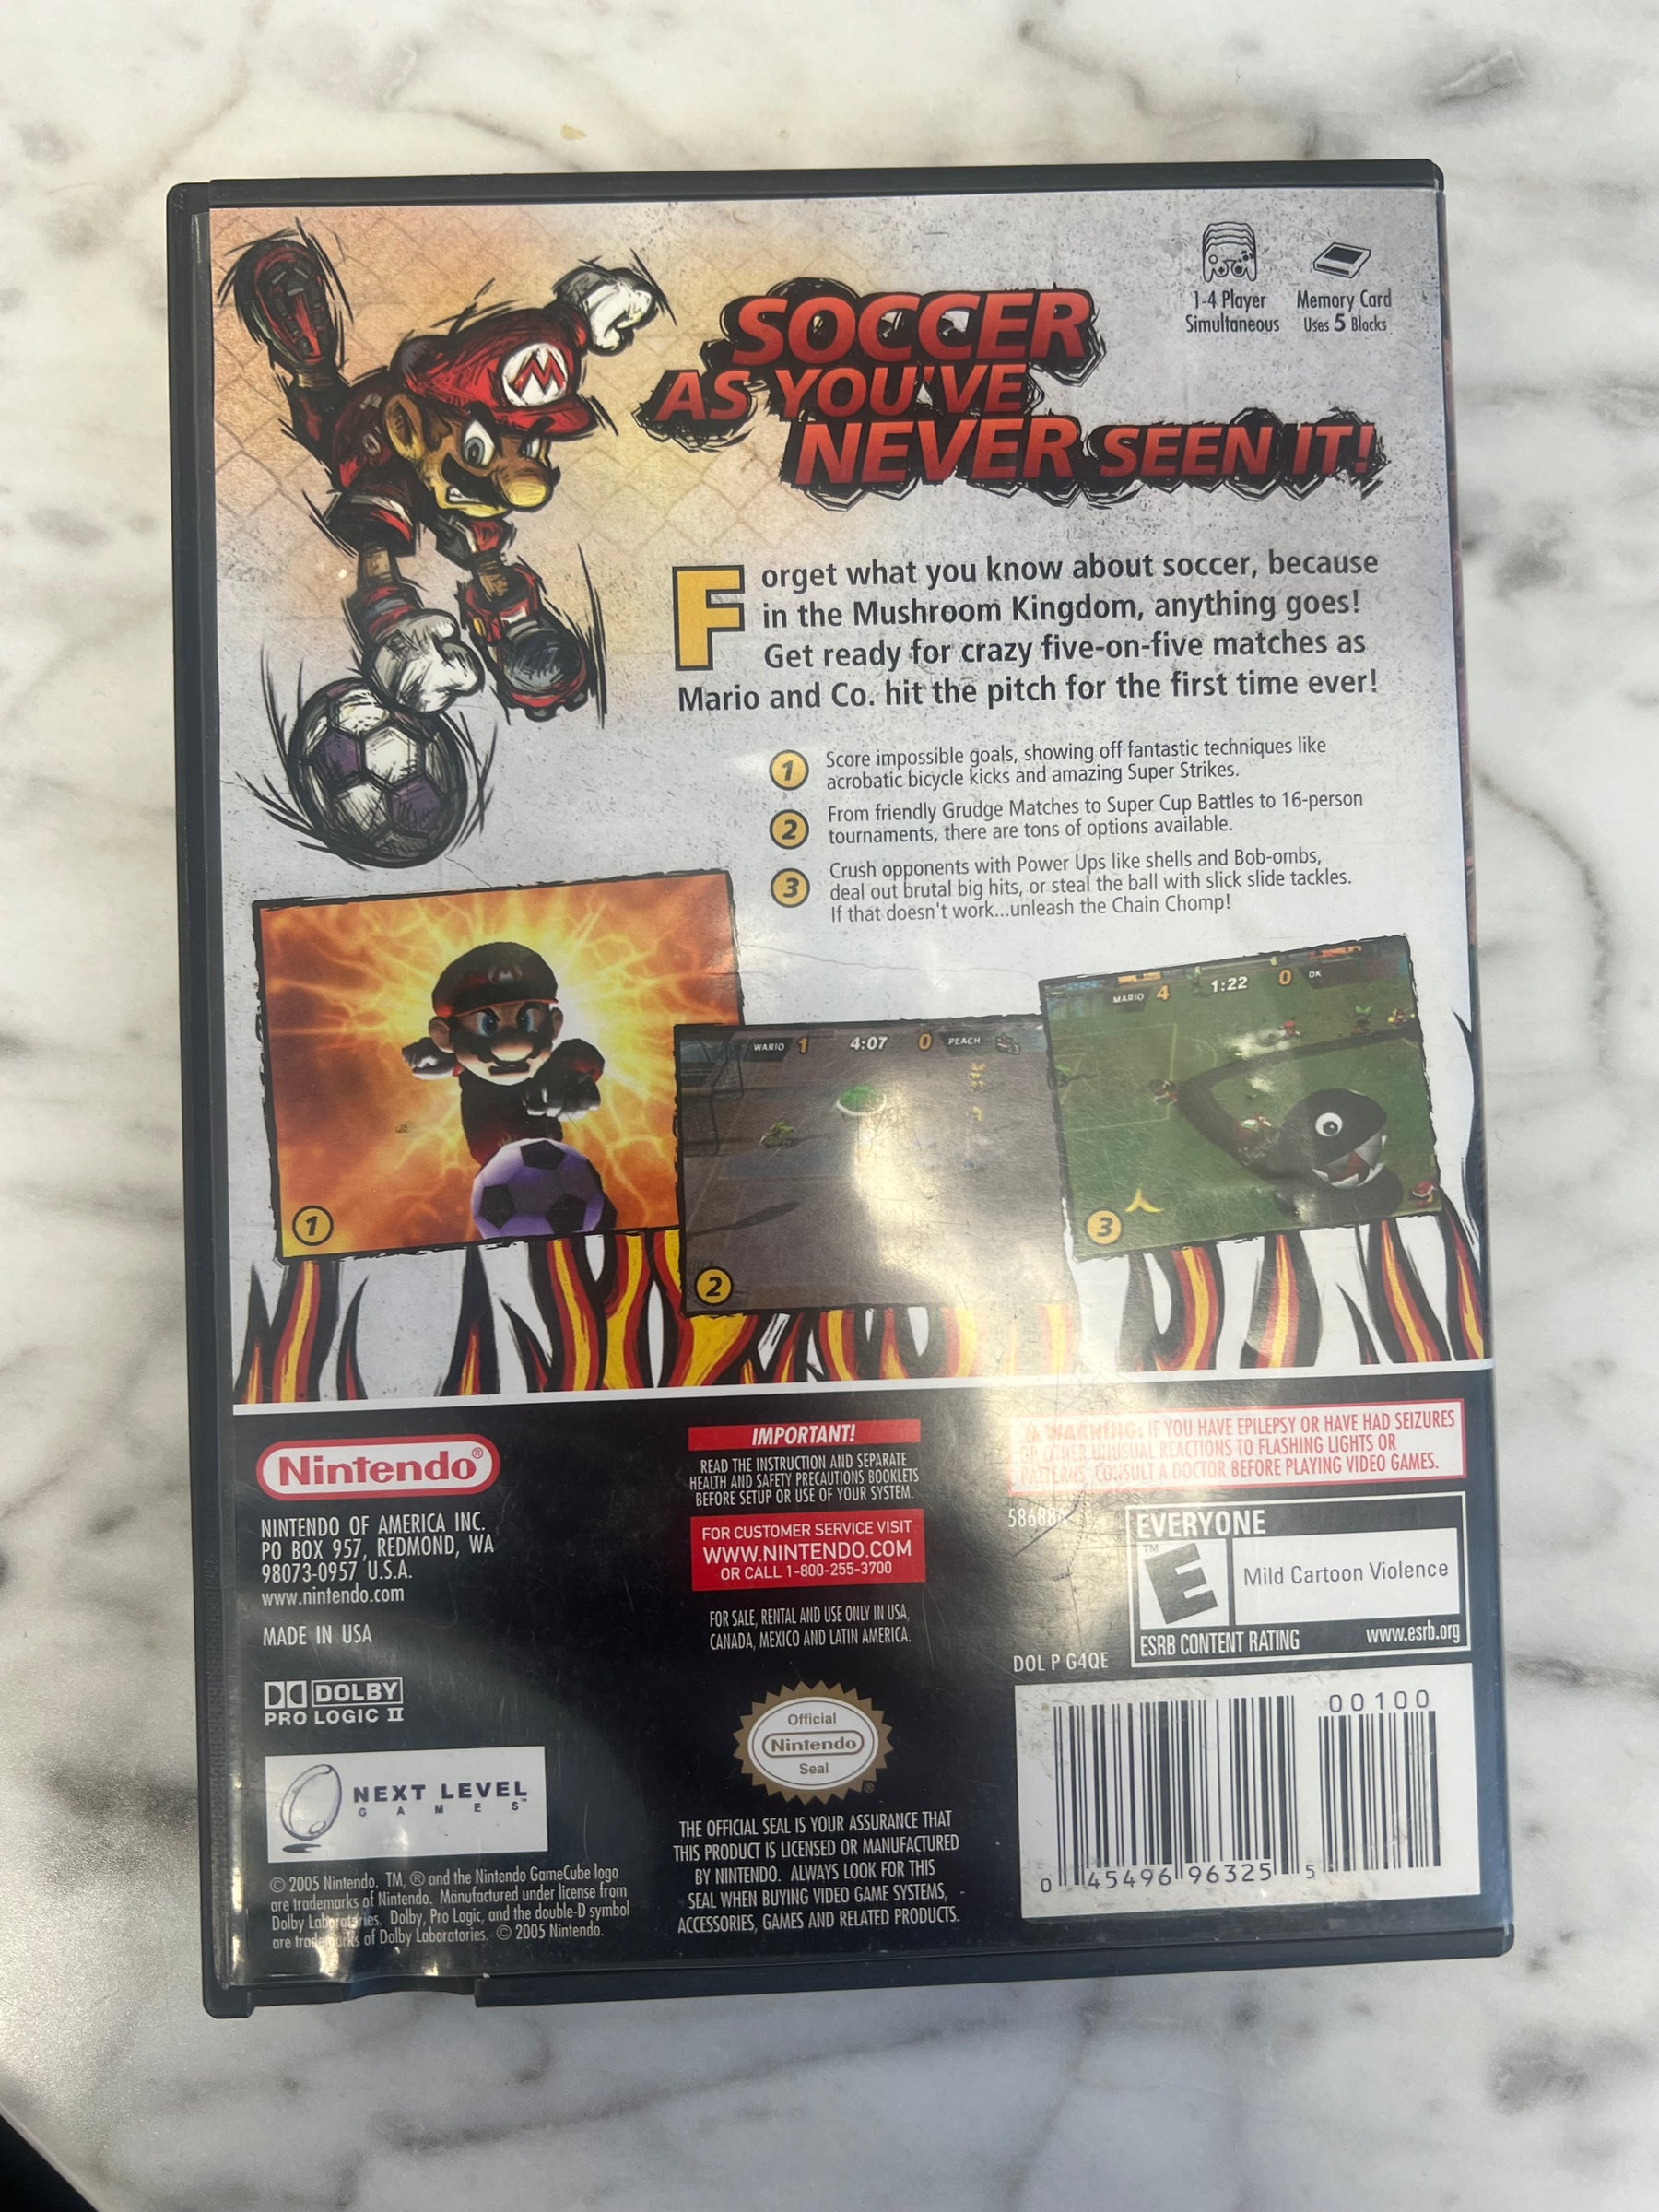 1-4 Player
Simultaneous
Memory Card
Uses 5 Blocks
SOCCER
AS YOU'VE
NEVER SEEN IT!
Forget what you know about soccer, because
in the Mushroom Kingdom, anything goes!
Get ready for crazy five-on-five matches as
Mario and Co. hit the pitch for the first time ever!
1 Score impossible goals, showing off fantastic techniques like
acrobatic bicycle kicks and amazing Super Strikes.
2 From friendly Grudge Matches to Super Cup Battles to 16-person
tournaments, there are tons of options available.
3 Crush opponents with Power Ups like shells and Bob-ombs,
deal out brutal big hits, or steal the ball with slick slide tackles.
If that doesn't work...unleash the Chain Chomp!
M
1
WARIO 1 4:07 0 PEACH
2
MARIO 4 1:22 0 DK
3
Nintendo®
NINTENDO OF AMERICA INC.
PO BOX 957, REDMOND, WA
98073-0957 U.S.A.
www.nintendo.com
MADE IN USA
DOLBY
PRO LOGIC II
NEXT LEVEL
GAMES™
© 2005 Nintendo. TM, ® and the Nintendo GameCube logo
are trademarks of Nintendo. Manufactured under license from
Dolby Laboratories. Dolby, Pro Logic, and the double-D symbol
are trademarks of Dolby Laboratories. © 2005 Nintendo.
IMPORTANT!
READ THE INSTRUCTION AND SEPARATE
HEALTH AND SAFETY PRECAUTIONS BOOKLETS
BEFORE SETUP OR USE OF YOUR SYSTEM.
FOR CUSTOMER SERVICE VISIT
WWW.NINTENDO.COM
OR CALL 1-800-255-3700
FOR SALE, RENTAL AND USE ONLY IN USA,
CANADA, MEXICO AND LATIN AMERICA.
Official
Nintendo
Seal
®
THE OFFICIAL SEAL IS YOUR ASSURANCE THAT
THIS PRODUCT IS LICENSED OR MANUFACTURED
BY NINTENDO. ALWAYS LOOK FOR THIS
SEAL WHEN BUYING VIDEO GAME SYSTEMS,
ACCESSORIES, GAMES AND RELATED PRODUCTS.
WARNING: IF YOU HAVE EPILEPSY OR HAVE HAD SEIZURES
OR OTHER UNUSUAL REACTIONS TO FLASHING LIGHTS OR
PATTERNS, CONSULT A DOCTOR BEFORE PLAYING VIDEO GAMES.
EVERYONE
E™
Mild Cartoon Violence
ESRB CONTENT RATING www.esrb.org
DOL P G4QE
00100
0 45496 96325 5